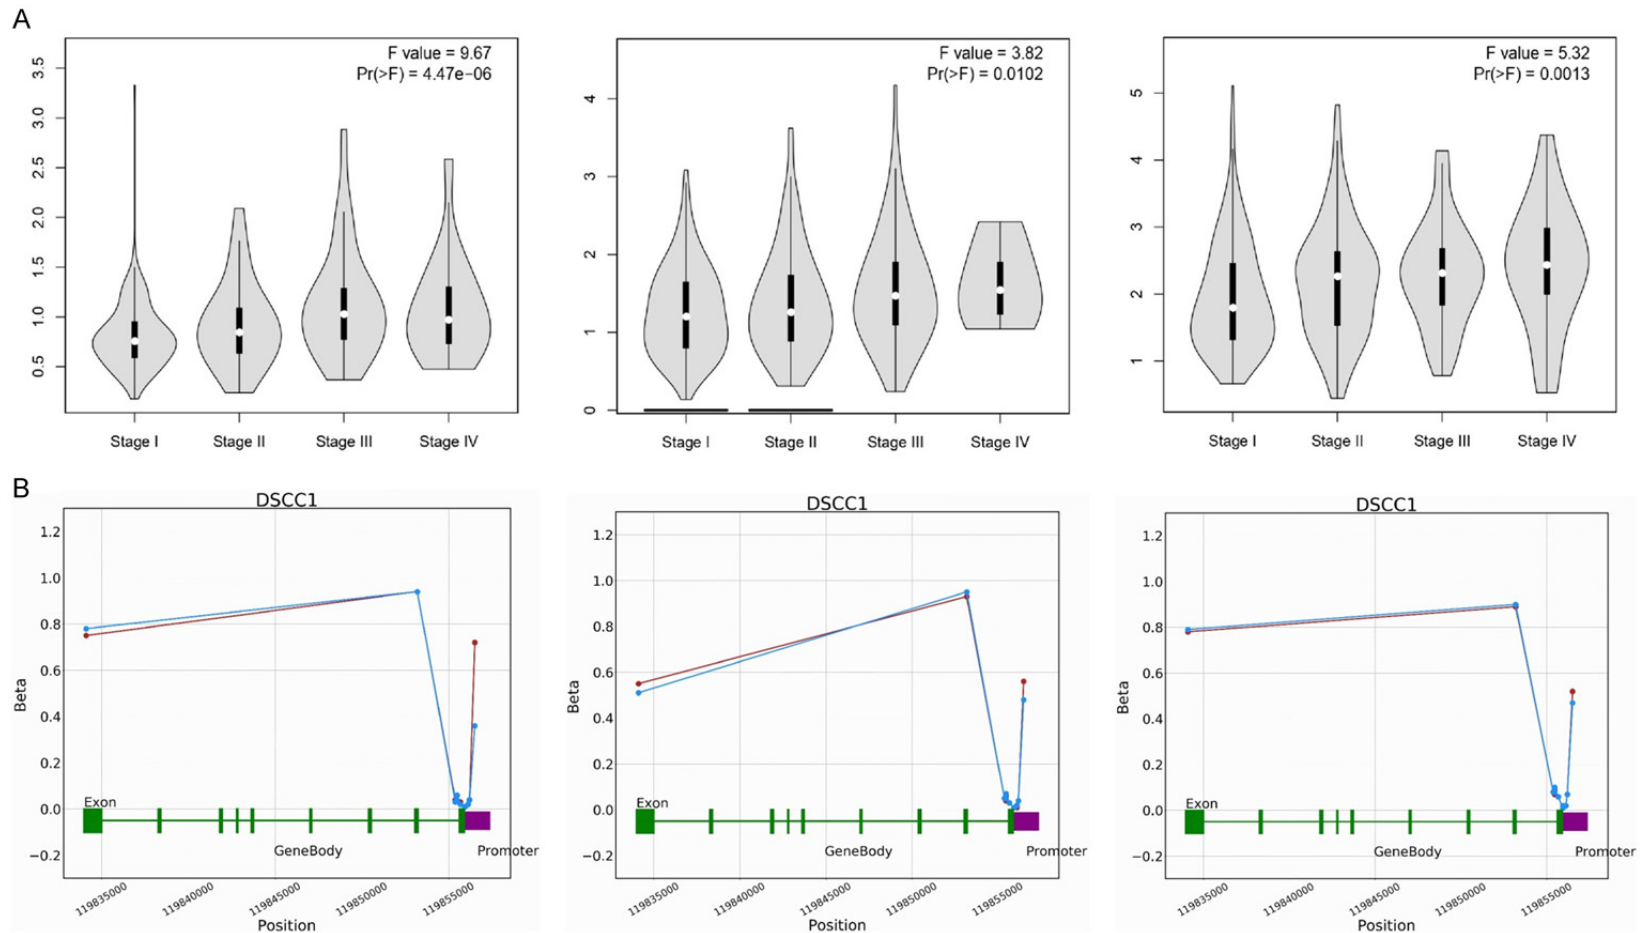 A
F value = 9.67
Pr(>F) = 4.47e−06
3.5
3.0
2.5
2.0
1.5
1.0
0.5
Stage I Stage II Stage III Stage IV
F value = 3.82
Pr(>F) = 0.0102
4
3
2
1
0
Stage I Stage II Stage III Stage IV
F value = 5.32
Pr(>F) = 0.0013
5
4
3
2
1
Stage I Stage II Stage III Stage IV
B
DSCC1
1.2
1.0
0.8
0.6
0.4
0.2
0.0
−0.2
Beta
Exon
GeneBody
Promoter
119835000 119840000 119845000 119850000 119855000
Position
DSCC1
1.2
1.0
0.8
0.6
0.4
0.2
0.0
−0.2
Beta
Exon
GeneBody
Promoter
119835000 119840000 119845000 119850000 119855000
Position
DSCC1
1.2
1.0
0.8
0.6
0.4
0.2
0.0
−0.2
Beta
Exon
GeneBody
Promoter
119835000 119840000 119845000 119850000 119855000
Position